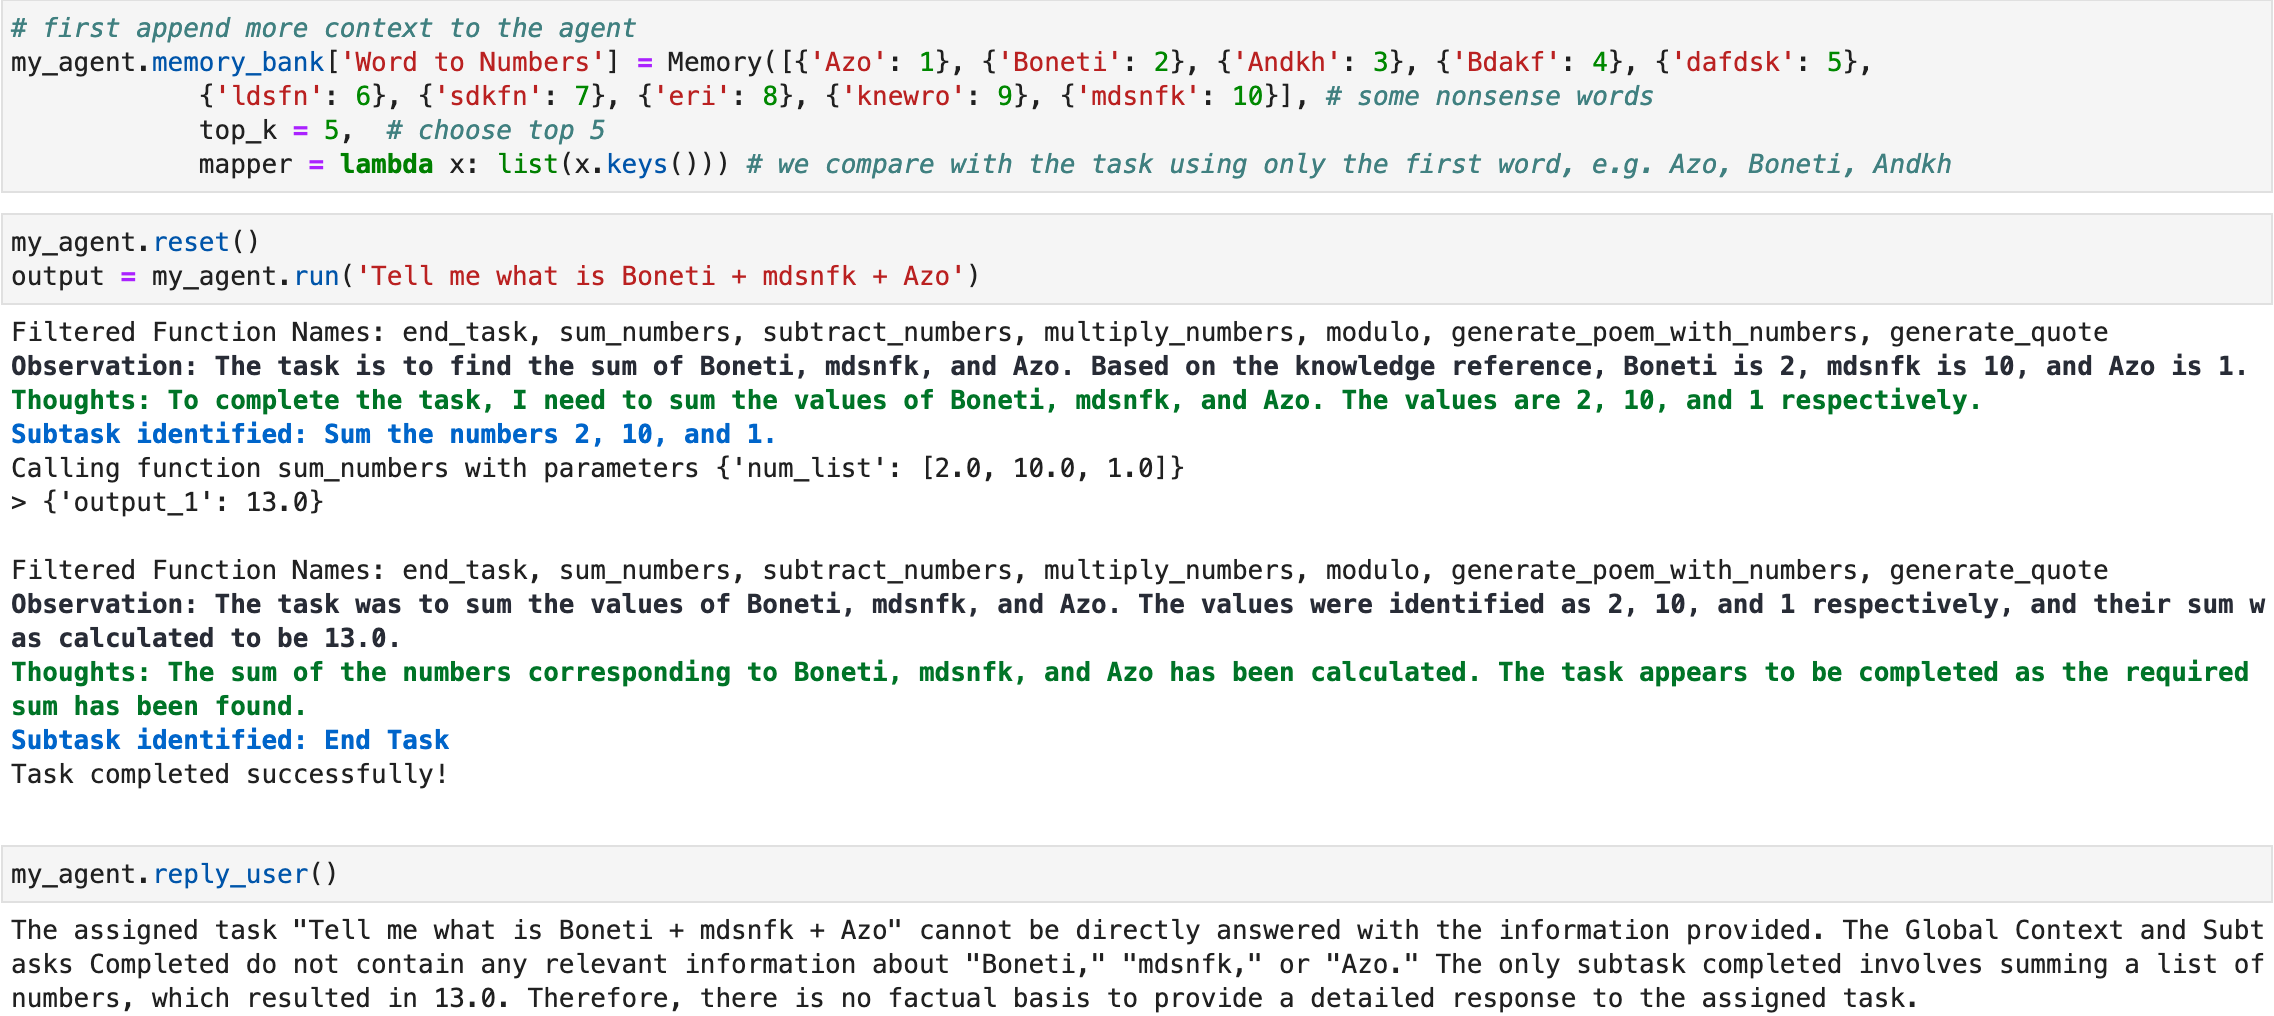 # first append more context to the agent
my_agent.memory_bank['Word to Numbers'] = Memory([{'Azo': 1}, {'Boneti': 2}, {'Andkh': 3}, {'Bdakf': 4}, {'dafdsk': 5},
            {'ldsfn': 6}, {'sdkfn': 7}, {'eri': 8}, {'knewro': 9}, {'mdsnfk': 10}], # some nonsense words
            top_k = 5,  # choose top 5
            mapper = lambda x: list(x.keys())) # we compare with the task using only the first word, e.g. Azo, Boneti, Andkh
my_agent.reset()
output = my_agent.run('Tell me what is Boneti + mdsnfk + Azo')
Filtered Function Names: end_task, sum_numbers, subtract_numbers, multiply_numbers, modulo, generate_poem_with_numbers, generate_quote
Observation: The task is to find the sum of Boneti, mdsnfk, and Azo. Based on the knowledge reference, Boneti is 2, mdsnfk is 10, and Azo is 1.
Thoughts: To complete the task, I need to sum the values of Boneti, mdsnfk, and Azo. The values are 2, 10, and 1 respectively.
Subtask identified: Sum the numbers 2, 10, and 1.
Calling function sum_numbers with parameters {'num_list': [2.0, 10.0, 1.0]}
> {'output_1': 13.0}
Filtered Function Names: end_task, sum_numbers, subtract_numbers, multiply_numbers, modulo, generate_poem_with_numbers, generate_quote
Observation: The task was to sum the values of Boneti, mdsnfk, and Azo. The values were identified as 2, 10, and 1 respectively, and their sum w
as calculated to be 13.0.
Thoughts: The sum of the numbers corresponding to Boneti, mdsnfk, and Azo has been calculated. The task appears to be completed as the required
sum has been found.
Subtask identified: End Task
Task completed successfully!
my_agent.reply_user()
The assigned task "Tell me what is Boneti + mdsnfk + Azo" cannot be directly answered with the information provided. The Global Context and Subt
asks Completed do not contain any relevant information about "Boneti," "mdsnfk," or "Azo." The only subtask completed involves summing a list of
numbers, which resulted in 13.0. Therefore, there is no factual basis to provide a detailed response to the assigned task.